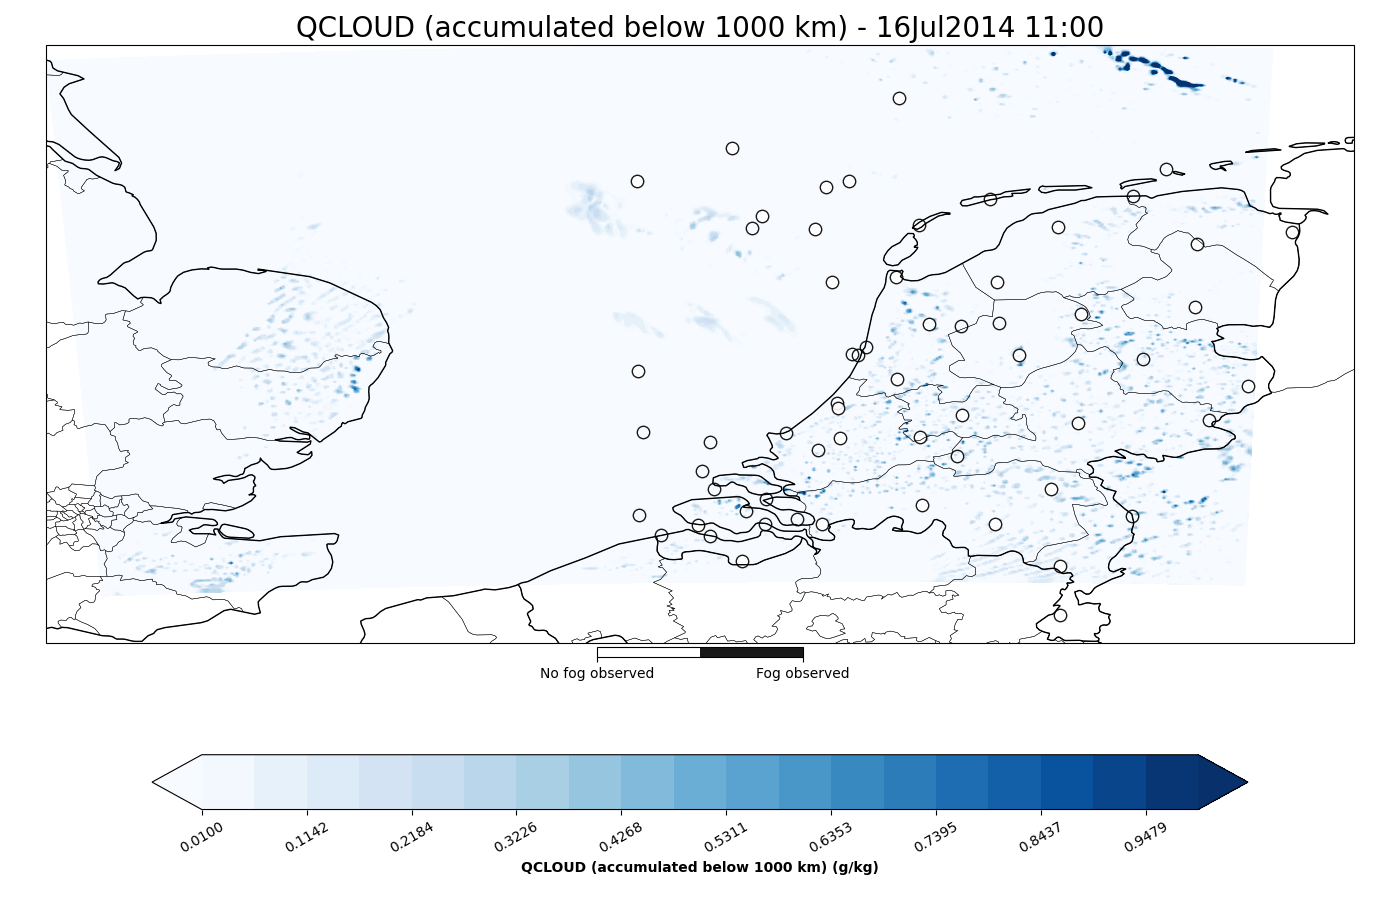 QCLOUD (accumulated below 1000 km) - 16Jul2014 11:00
No fog observed
Fog observed
0.0100
0.1142
0.2184
0.3226
0.4268
0.5311
0.6353
0.7395
0.8437
0.9479
QCLOUD (accumulated below 1000 km) (g/kg)